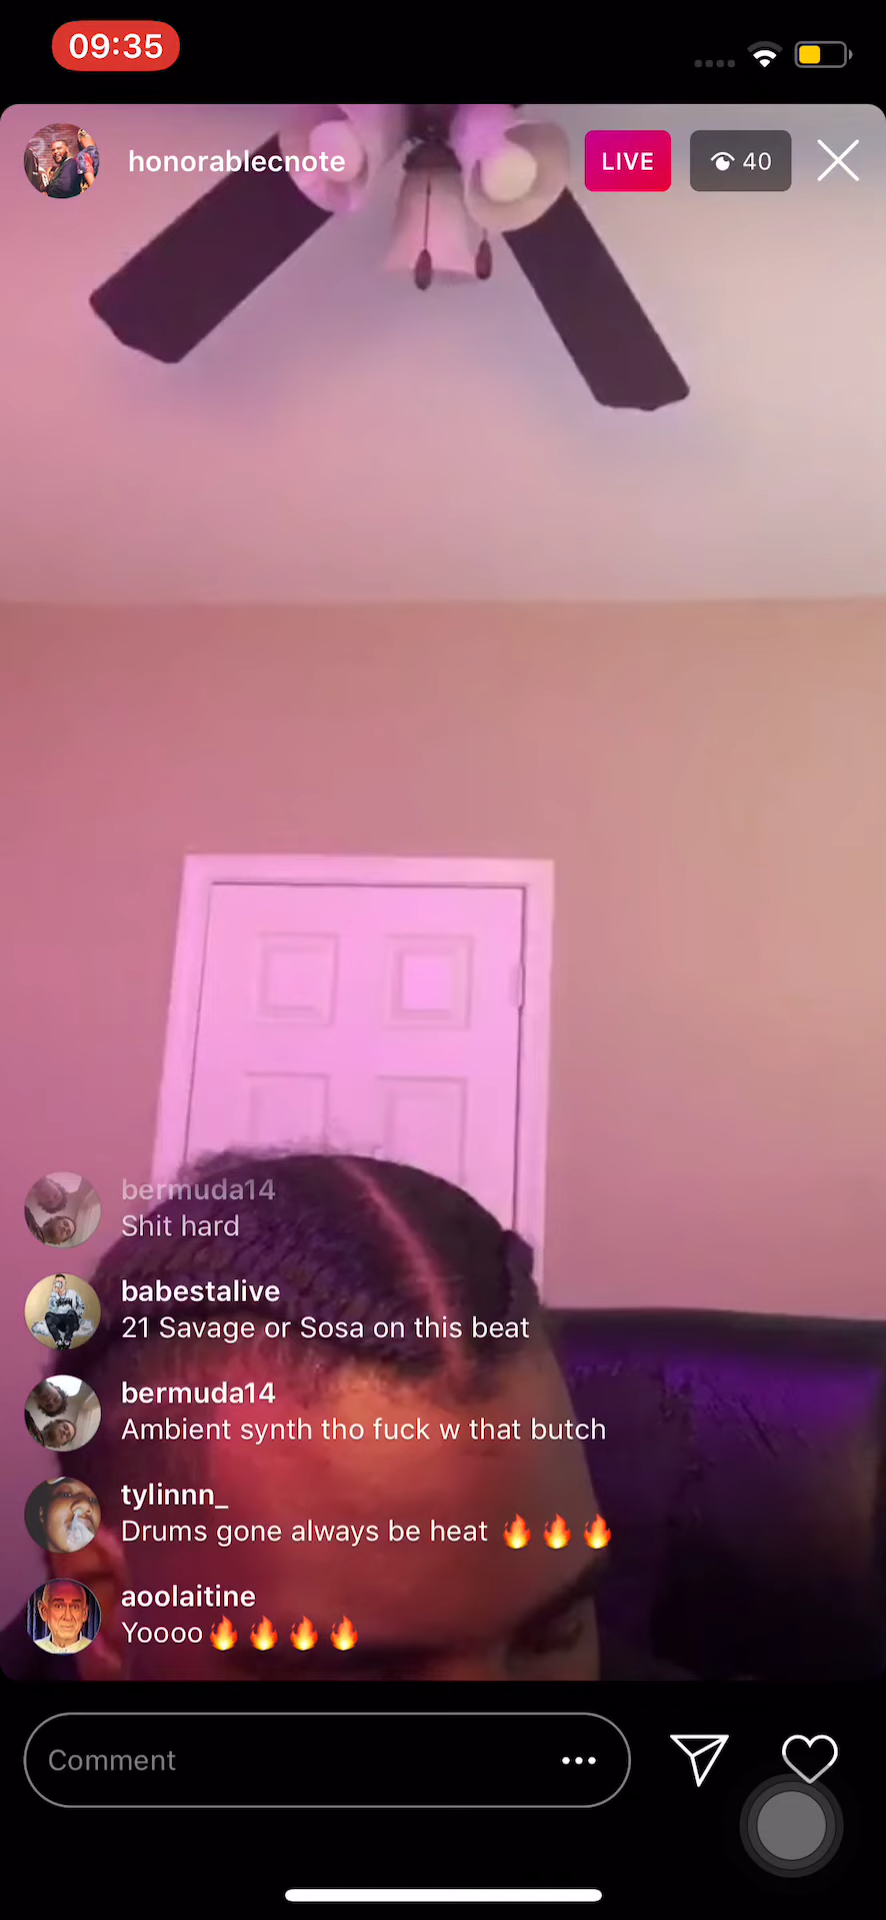 09:35
honorablecnote
LIVE
40
bermuda14
Shit hard
babestalive
21 Savage or Sosa on this beat
bermuda14
Ambient synth tho fuck w that butch
tylinnn_
Drums gone always be heat 🔥🔥🔥
aoolaitine
Yoooo🔥🔥🔥🔥
Comment